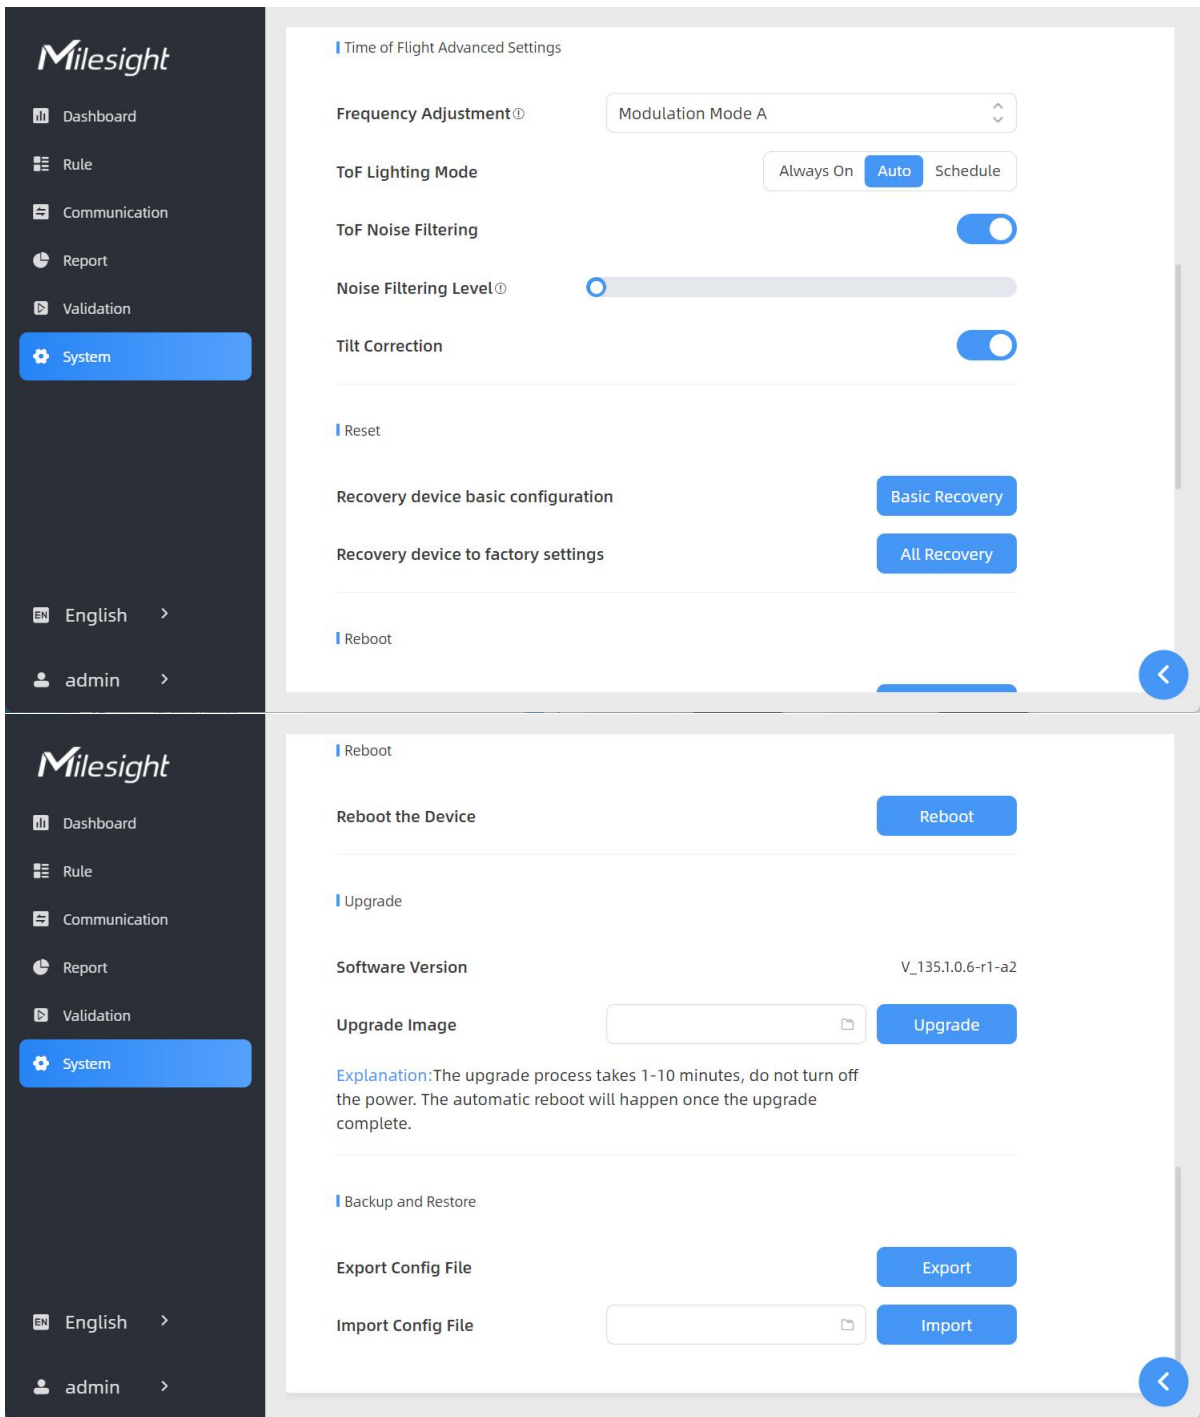 Milesight
Dashboard
Rule
Communication
Report
Validation
System
EN English
admin
Time of Flight Advanced Settings
Frequency Adjustment
Modulation Mode A
ToF Lighting Mode
Always On Auto Schedule
ToF Noise Filtering
Noise Filtering Level
Tilt Correction
Reset
Recovery device basic configuration
Basic Recovery
Recovery device to factory settings
All Recovery
Reboot
Milesight
Dashboard
Rule
Communication
Report
Validation
System
EN English
admin
Reboot
Reboot the Device
Reboot
Upgrade
Software Version
V_135.1.0.6-r1-a2
Upgrade Image
Upgrade
Explanation:The upgrade process takes 1-10 minutes, do not turn off
the power. The automatic reboot will happen once the upgrade
complete.
Backup and Restore
Export Config File
Export
Import Config File
Import